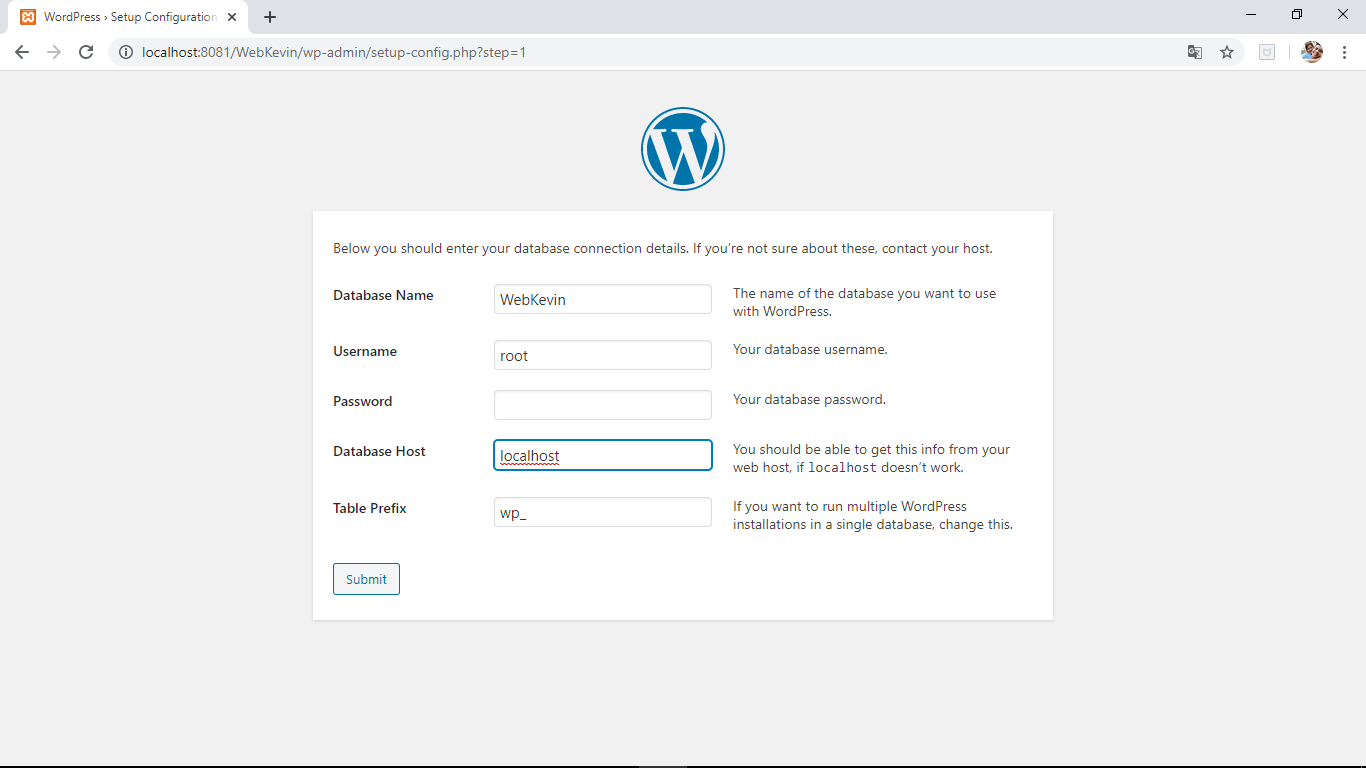 WordPress › Setup Configuration
localhost:8081/WebKevin/wp-admin/setup-config.php?step=1
Below you should enter your database connection details. If you’re not sure about these, contact your host.
Database Name
WebKevin
The name of the database you want to use
with WordPress.
Username
root
Your database username.
Password
Your database password.
Database Host
localhost
You should be able to get this info from your
web host, if localhost doesn’t work.
Table Prefix
wp_
If you want to run multiple WordPress
installations in a single database, change this.
Submit